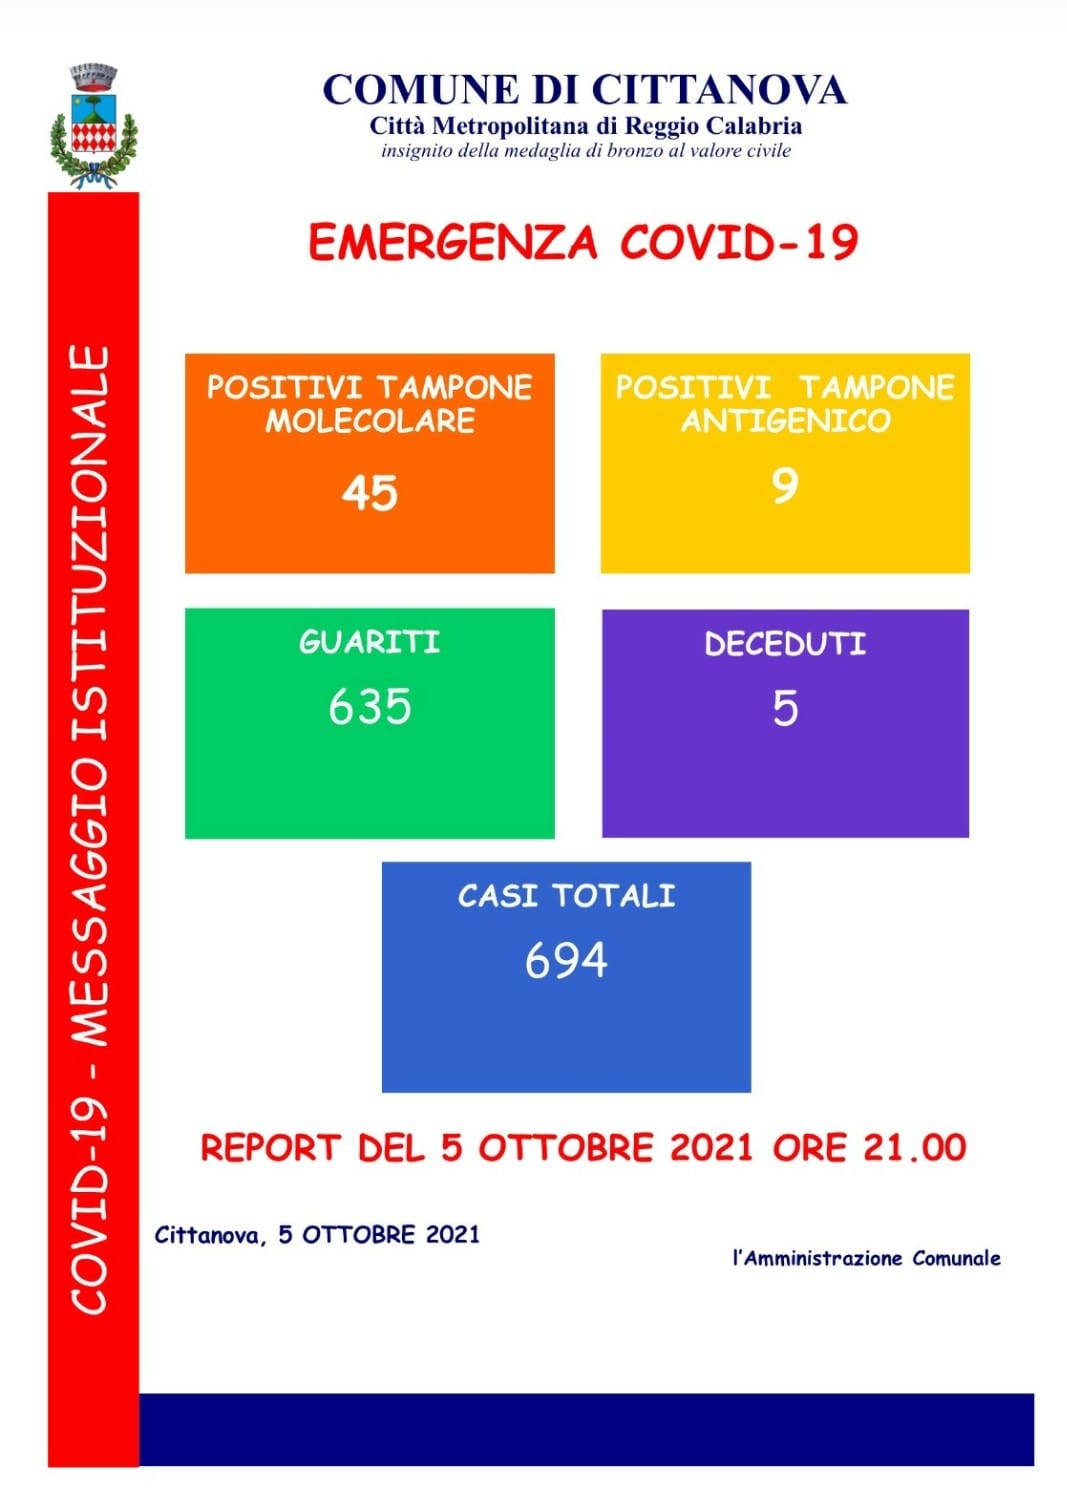 COMUNE DI CITTANOVA
Città Metropolitana di Reggio Calabria
insignito della medaglia di bronzo al valore civile
EMERGENZA COVID-19
POSITIVI TAMPONE
MOLECOLARE
45
POSITIVI TAMPONE
ANTIGENICO
9
GUARITI
635
DECEDUTI
5
CASI TOTALI
694
REPORT DEL 5 OTTOBRE 2021 ORE 21.00
Cittanova, 5 OTTOBRE 2021
l'Amministrazione Comunale
COVID-19 - MESSAGGIO ISTITUZIONALE